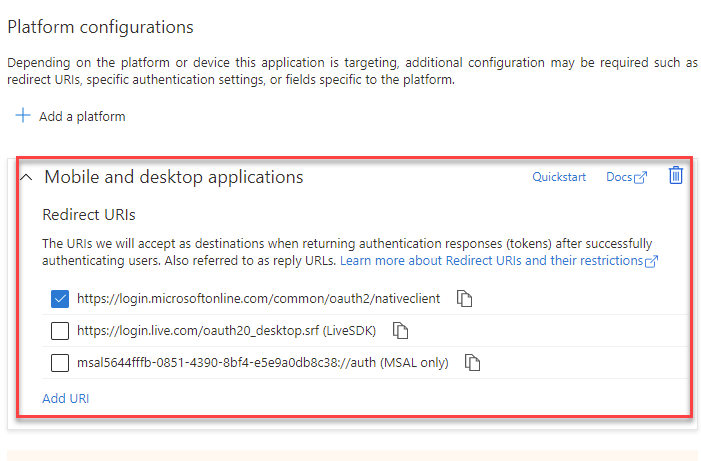 Platform configurations
Depending on the platform or device this application is targeting, additional configuration may be required such as
redirect URIs, specific authentication settings, or fields specific to the platform.
Add a platform
Mobile and desktop applications Quickstart Docs
Redirect URIs
The URIs we will accept as destinations when returning authentication responses (tokens) after successfully
authenticating users. Also referred to as reply URLs. Learn more about Redirect URIs and their restrictions
https://login.microsoftonline.com/common/oauth2/nativeclient
https://login.live.com/oauth20_desktop.srf (LiveSDK)
msal5644fffb-0851-4390-8bf4-e5e9a0db8c38://auth (MSAL only)
Add URI